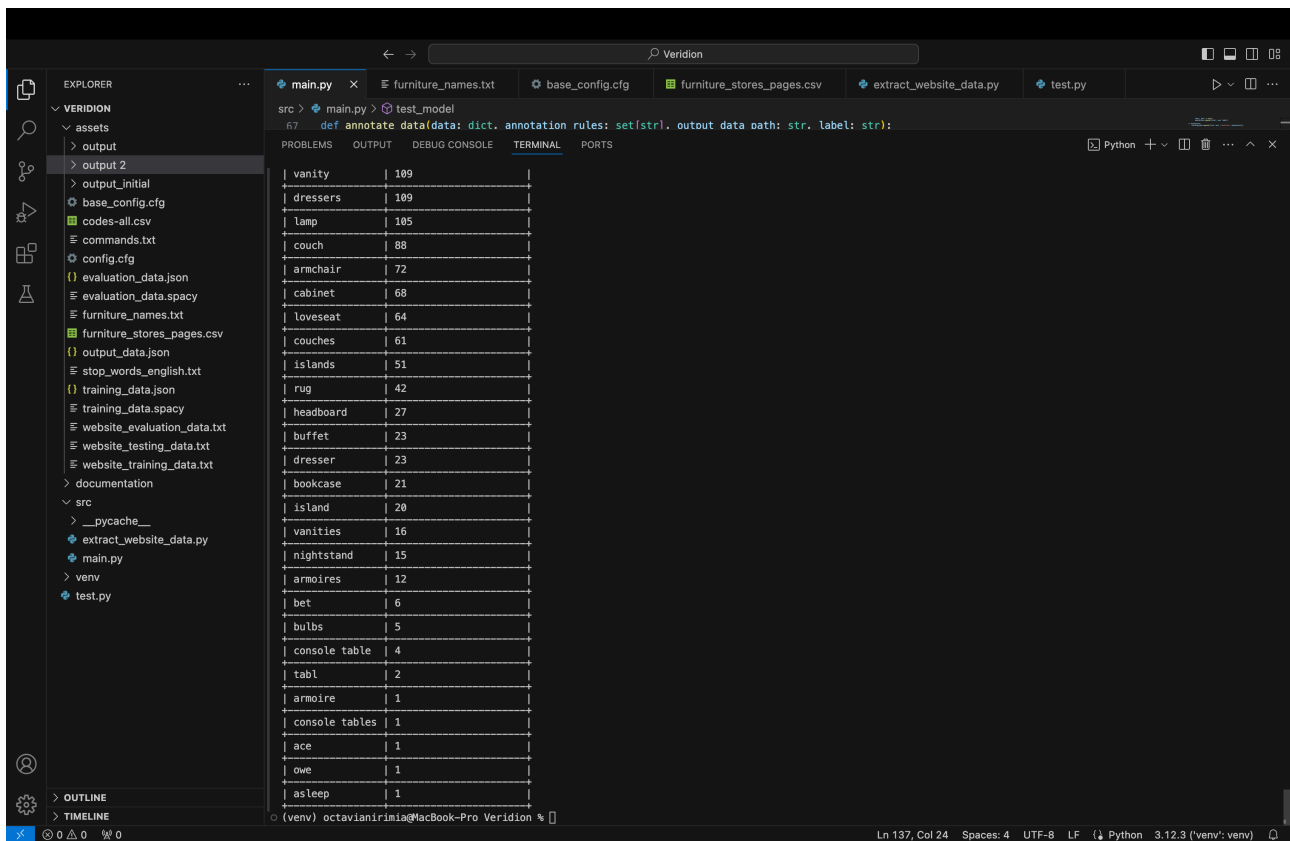 Veridion
EXPLORER
main.py
furniture_names.txt
base_config.cfg
furniture_stores_pages.csv
extract_website_data.py
test.py
VERIDION
assets
output
output 2
output_initial
base_config.cfg
codes-all.csv
commands.txt
config.cfg
evaluation_data.json
evaluation_data.spacy
furniture_names.txt
furniture_stores_pages.csv
output_data.json
stop_words_english.txt
training_data.json
training_data.spacy
website_evaluation_data.txt
website_testing_data.txt
website_training_data.txt
documentation
src
__pycache__
extract_website_data.py
main.py
venv
test.py
OUTLINE
TIMELINE
src > main.py > test_model
67 def annotate_data(data: dict, annotation_rules: set[str], output_data_path: str, label: str):
PROBLEMS OUTPUT DEBUG CONSOLE TERMINAL PORTS
Python
| vanity | 109 |
| dressers | 109 |
| lamp | 105 |
| couch | 88 |
| armchair | 72 |
| cabinet | 68 |
| loveseat | 64 |
| couches | 61 |
| islands | 51 |
| rug | 42 |
| headboard | 27 |
| buffet | 23 |
| dresser | 23 |
| bookcase | 21 |
| island | 20 |
| vanities | 16 |
| nightstand | 15 |
| armoires | 12 |
| bet | 6 |
| bulbs | 5 |
| console table | 4 |
| tabl | 2 |
| armoire | 1 |
| console tables | 1 |
| ace | 1 |
| owe | 1 |
| asleep | 1 |
(venv) octavianirimia@MacBook-Pro Veridion %
0 0 0
Ln 137, Col 24 Spaces: 4 UTF-8 LF Python 3.12.3 ('venv': venv)